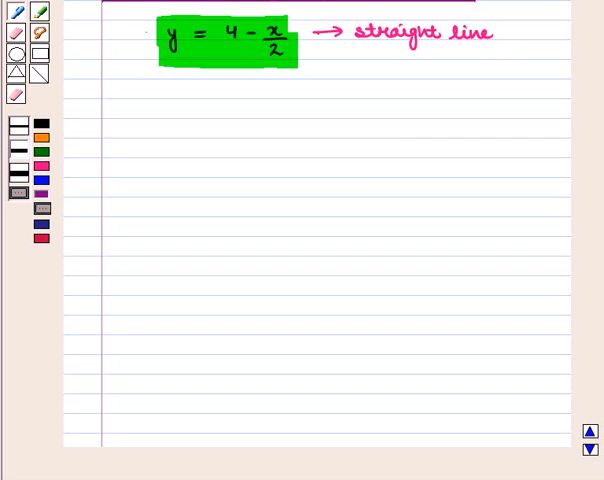 y = 4 - x/2 → straight line